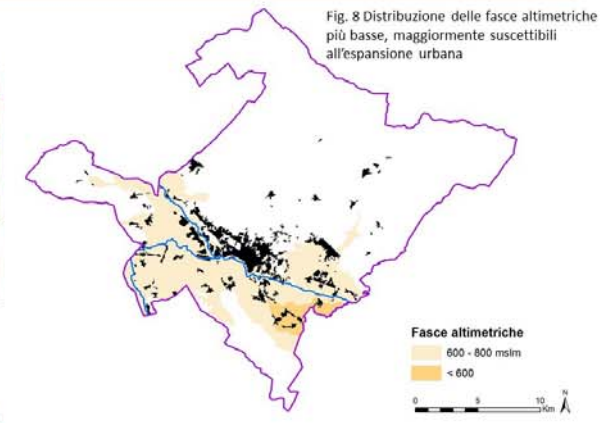 Fig. 8 Distribuzione delle fasce altimetriche
più basse, maggiormente suscettibili
all'espansione urbana
Fasce altimetriche
600 - 800 mslm
< 600
N
0 5 10
Km